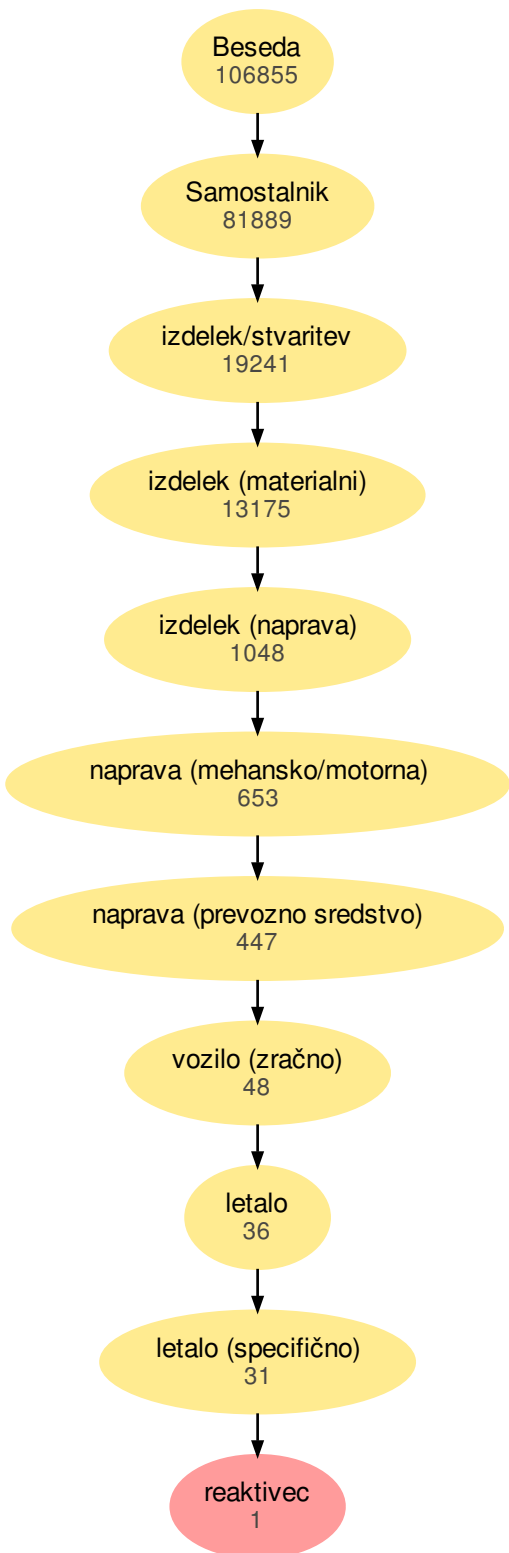 Beseda
106855
Samostalnik
81889
izdelek/stvaritev
19241
izdelek (materialni)
13175
izdelek (naprava)
1048
naprava (mehansko/motorna)
653
naprava (prevozno sredstvo)
447
vozilo (zračno)
48
letalo
36
letalo (specifično)
31
reaktivec
1